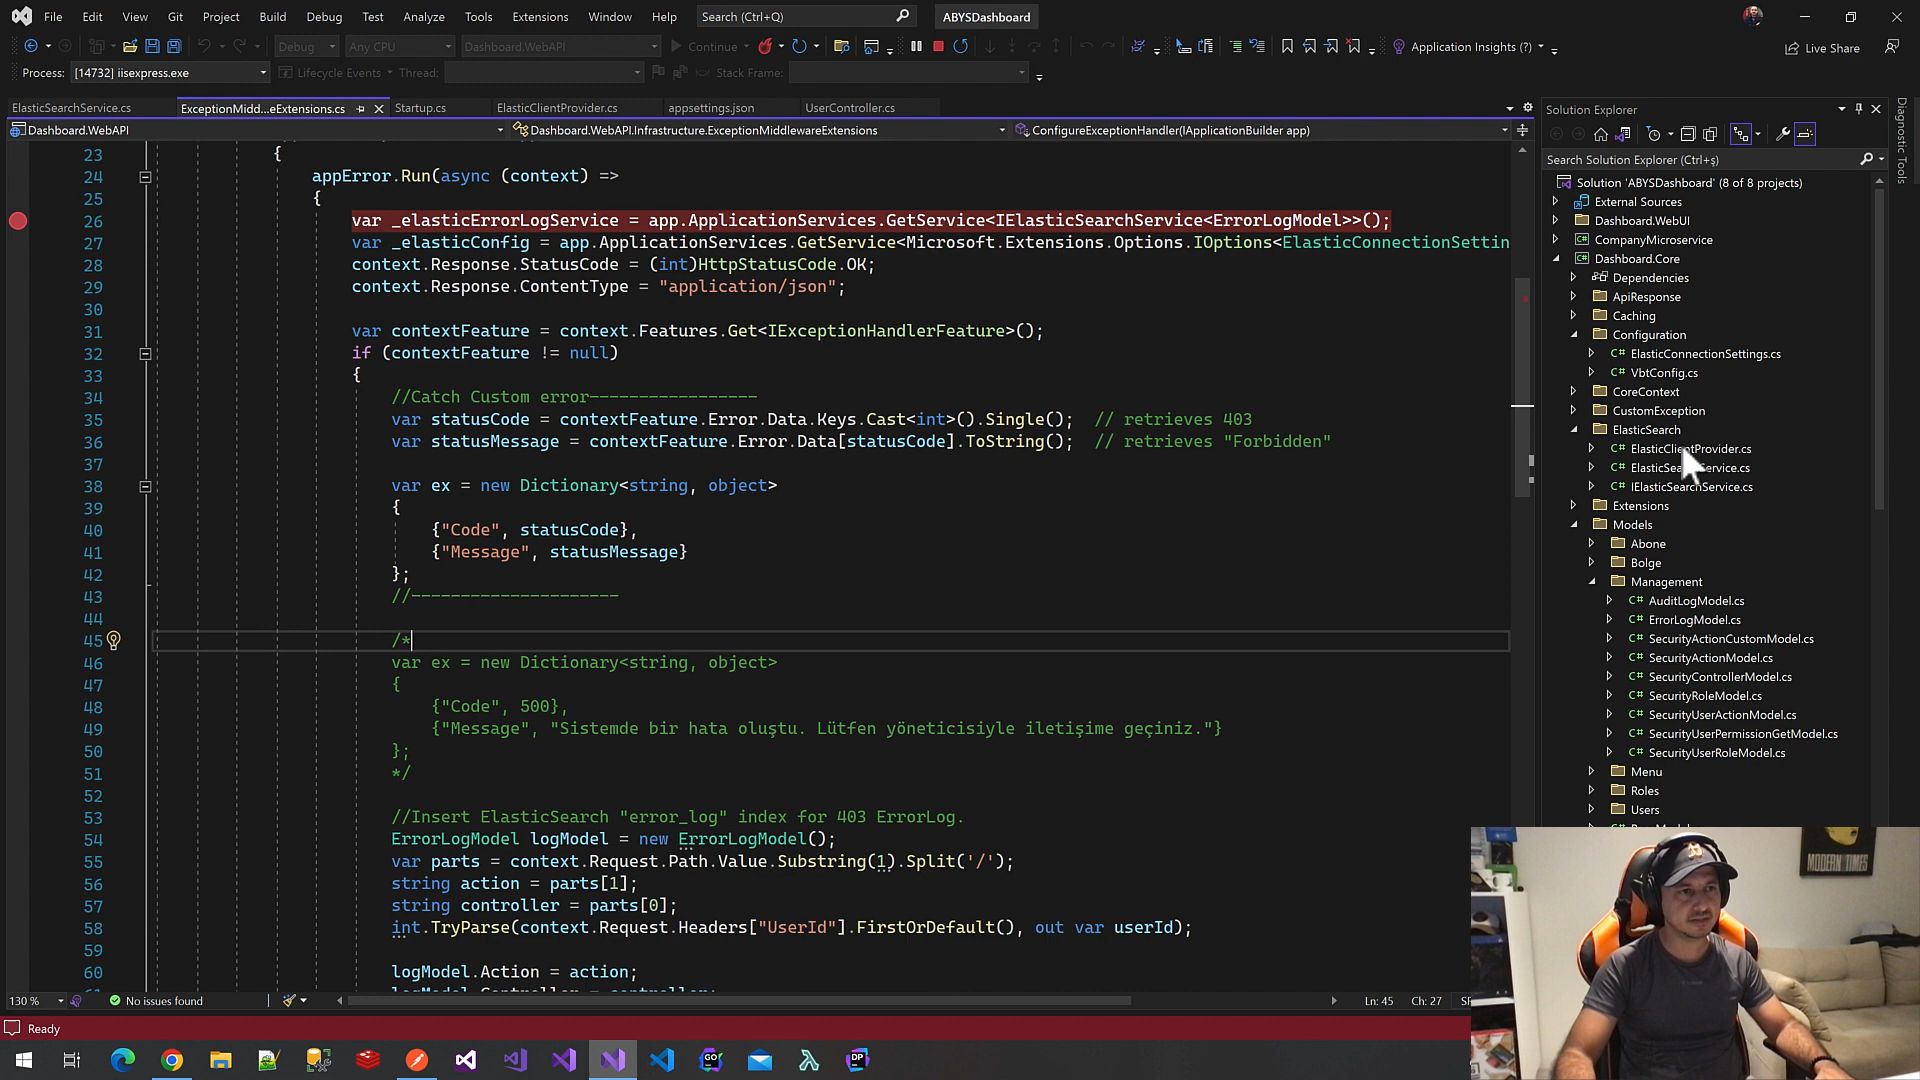 File Edit View Git Project Build Debug Test Analyze Tools Extensions Window Help Search (Ctrl+Q) ABYSDashboard
Debug Any CPU Dashboard.WebAPI Continue Application Insights (?) Live Share
Process: [14732] iisexpress.exe Lifecycle Events Thread: Stack Frame:
ElasticSearchService.cs ExceptionMidd...eExtensions.cs Startup.cs ElasticClientProvider.cs appsettings.json UserController.cs
Dashboard.WebAPI Dashboard.WebAPI.Infrastructure.ExceptionMiddlewareExtensions ConfigureExceptionHandler(IApplicationBuilder app)
23 {
24 appError.Run(async (context) =>
25 {
26 var _elasticErrorLogService = app.ApplicationServices.GetService<IElasticSearchService<ErrorLogModel>>();
27 var _elasticConfig = app.ApplicationServices.GetService<Microsoft.Extensions.Options.IOptions<ElasticConnectionSettin
28 context.Response.StatusCode = (int)HttpStatusCode.OK;
29 context.Response.ContentType = "application/json";
30
31 var contextFeature = context.Features.Get<IExceptionHandlerFeature>();
32 if (contextFeature != null)
33 {
34 //Catch Custom error-----------------
35 var statusCode = contextFeature.Error.Data.Keys.Cast<int>().Single(); // retrieves 403
36 var statusMessage = contextFeature.Error.Data[statusCode].ToString(); // retrieves "Forbidden"
37
38 var ex = new Dictionary<string, object>
39 {
40 {"Code", statusCode},
41 {"Message", statusMessage}
42 };
43 //---------------------
44
45 /*
46 var ex = new Dictionary<string, object>
47 {
48 {"Code", 500},
49 {"Message", "Sistemde bir hata oluştu. Lütfen yöneticisiyle iletişime geçiniz."}
50 };
51 */
52
53 //Insert ElasticSearch "error_log" index for 403 ErrorLog.
54 ErrorLogModel logModel = new ErrorLogModel();
55 var parts = context.Request.Path.Value.Substring(1).Split('/');
56 string action = parts[1];
57 string controller = parts[0];
58 int.TryParse(context.Request.Headers["UserId"].FirstOrDefault(), out var userId);
59
60 logModel.Action = action;
130 % No issues found Ln: 45 Ch: 27
Ready
Solution Explorer
Search Solution Explorer (Ctrl+ş)
Solution 'ABYSDashboard' (8 of 8 projects)
External Sources
Dashboard.WebUI
CompanyMicroservice
Dashboard.Core
Dependencies
ApiResponse
Caching
Configuration
ElasticConnectionSettings.cs
VbtConfig.cs
CoreContext
CustomException
ElasticSearch
ElasticClientProvider.cs
ElasticSearchService.cs
IElasticSearchService.cs
Extensions
Models
Abone
Bolge
Management
AuditLogModel.cs
ErrorLogModel.cs
SecurityActionCustomModel.cs
SecurityActionModel.cs
SecurityControllerModel.cs
SecurityRoleModel.cs
SecurityUserActionModel.cs
SecurityUserPermissionGetModel.cs
SecurityUserRoleModel.cs
Menu
Roles
Users
Diagnostic Tools
MODERN TIMES
GO
DP